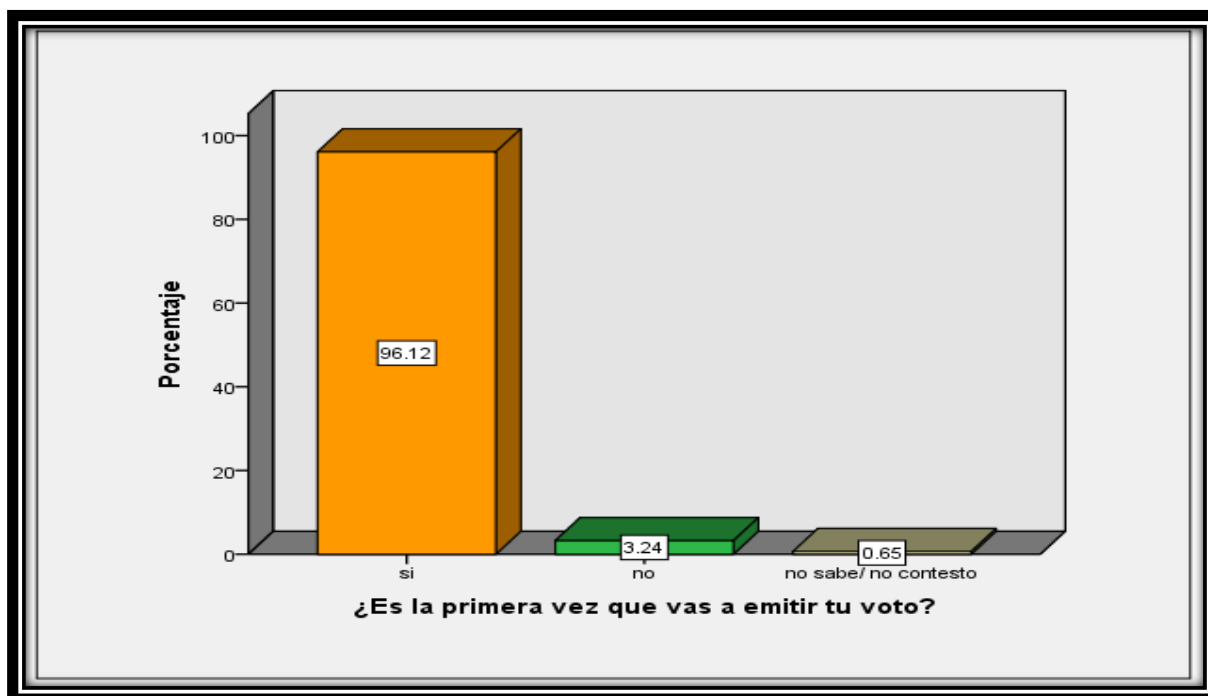 100
80
60
40
20
0
Porcentaje
96.12
3.24
0.65
si
no
no sabe/ no contesto
¿Es la primera vez que vas a emitir tu voto?